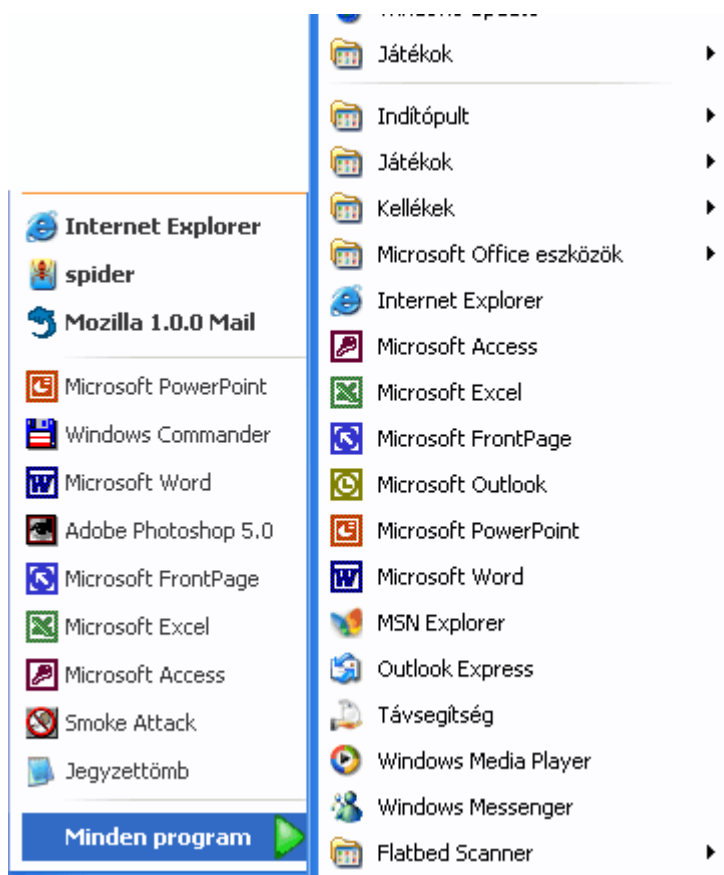 Internet Explorer
spider
Mozilla 1.0.0 Mail
Microsoft PowerPoint
Windows Commander
Microsoft Word
Adobe Photoshop 5.0
Microsoft FrontPage
Microsoft Excel
Microsoft Access
Smoke Attack
Jegyzettömb
Minden program
Játékok
Indítópult
Játékok
Kellékek
Microsoft Office eszközök
Internet Explorer
Microsoft Access
Microsoft Excel
Microsoft FrontPage
Microsoft Outlook
Microsoft PowerPoint
Microsoft Word
MSN Explorer
Outlook Express
Távsegítség
Windows Media Player
Windows Messenger
Flatbed Scanner